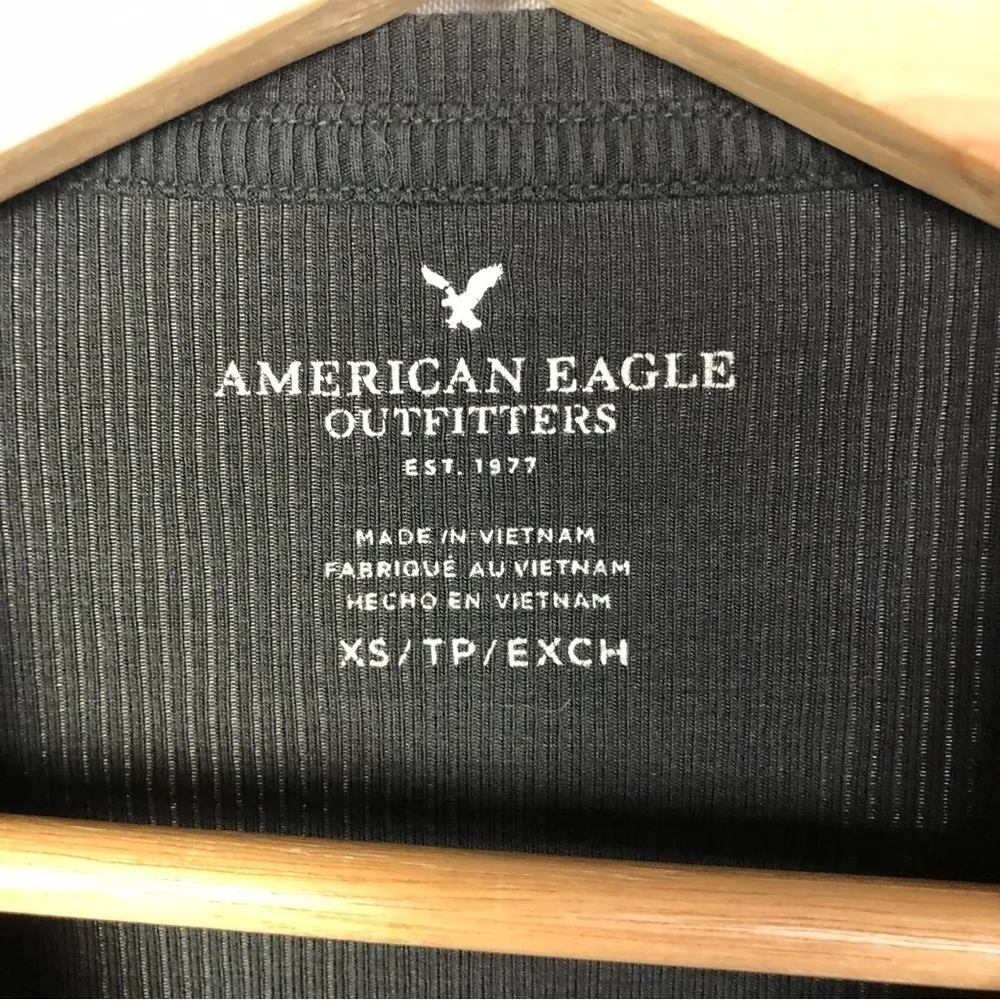 AMERICAN EAGLE
OUTFITTERS
EST. 1977
MADE IN VIETNAM
FABRIQUÉ AU VIETNAM
HECHO EN VIETNAM
XS/TP/EXCH